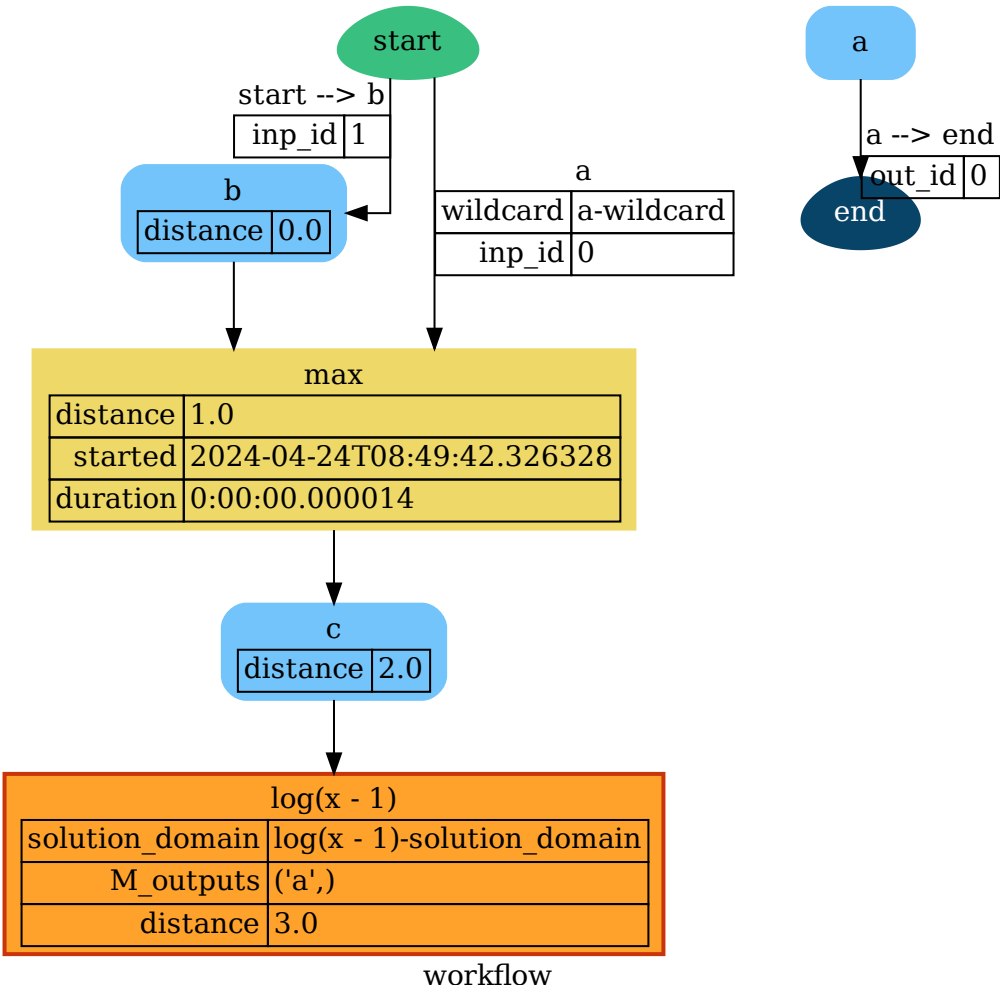 start
a
start --> b
inp_id 1
a --> end
out_id 0
end
a
wildcard a-wildcard
inp_id 0
b
distance 0.0
max
distance 1.0
started 2024-04-24T08:49:42.326328
duration 0:00:00.000014
c
distance 2.0
log(x - 1)
solution_domain log(x - 1)-solution_domain
M_outputs ('a',)
distance 3.0
workflow